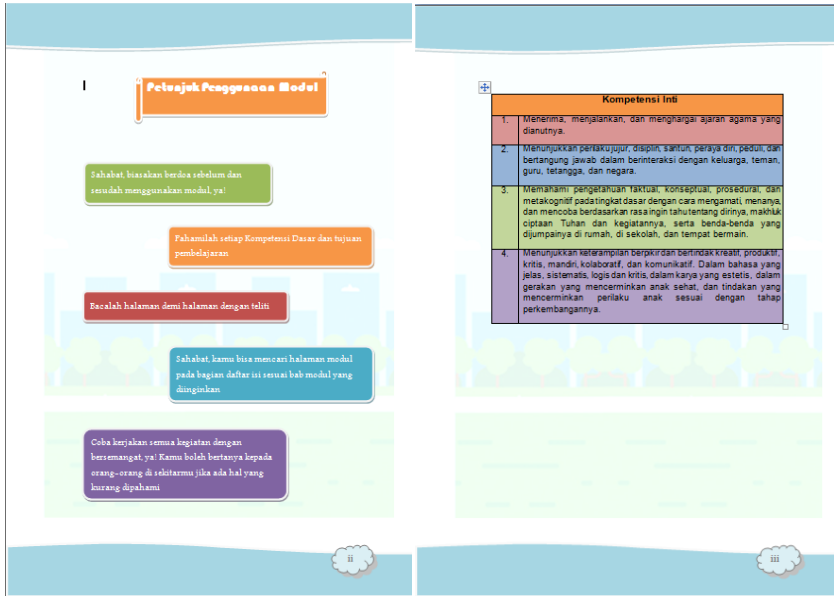 Petunjuk Penggunaan Modul
Sahabat, biasakan berdoa sebelum dan
sesudah menggunakan modul, ya!
Pahamilah setiap Kompetensi Dasar dan tujuan
pembelajaran
Bacalah halaman demi halaman dengan teliti
Sahabat, kamu bisa mencari halaman modul
pada bagian daftar isi sesuai bab modul yang
diinginkan
Coba kerjakan semua kegiatan dengan
bersemangat, ya! Kamu boleh bertanya kepada
orang-orang di sekitarmu jika ada hal yang
kurang dipahami
ii
Kompetensi Inti
1. Menerima, menjalankan, dan menghargai ajaran agama yang
dianutnya.
2. Menunjukkan perilaku jujur, disiplin, santun, peraya diri, peduli, dan
bertangung jawab dalam berinteraksi dengan keluarga, teman,
guru, tetangga, dan negara.
3. Memahami pengetahuan faktual, konseptual, prosedural, dan
metakognitif pada tingkat dasar dengan cara mengamati, menanya,
dan mencoba berdasarkan rasa ingin tahu tentang dirinya, makhluk
ciptaan Tuhan dan kegiatannya, serta benda-benda yang
dijumpainya di rumah, di sekolah, dan tempat bermain.
4. Menunjukkan keterampilan berpikir dan bertindak kreatif, produktif,
kritis, mandiri, kolaboratif, dan komunikatif. Dalam bahasa yang
jelas, sistematis, logis dan kritis, dalam karya yang estetis, dalam
gerakan yang mencerminkan anak sehat, dan tindakan yang
mencerminkan perilaku anak sesuai dengan tahap
perkembangannya.
iii